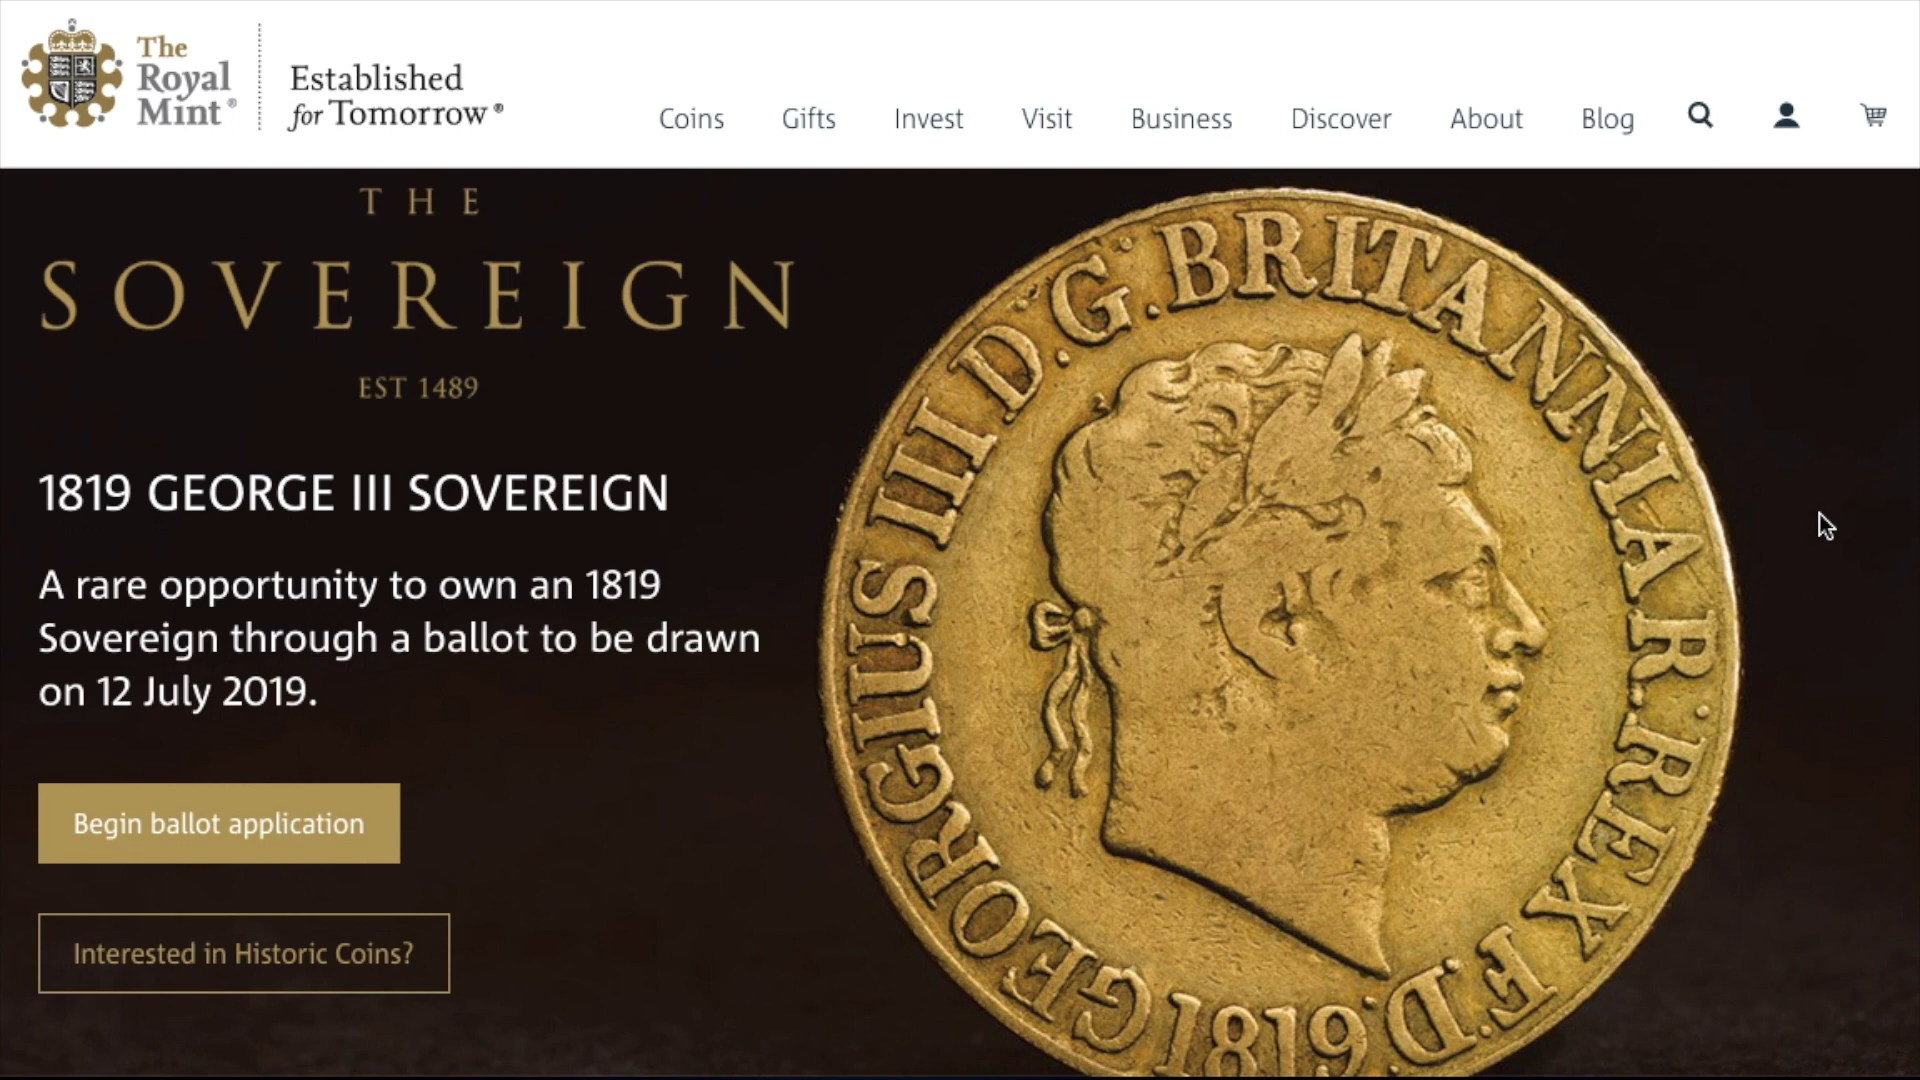 The
Royal
Mint®
Established
for Tomorrow®
Coins Gifts Invest Visit Business Discover About Blog
THE
SOVEREIGN
EST 1489
1819 GEORGE III SOVEREIGN
A rare opportunity to own an 1819
Sovereign through a ballot to be drawn
on 12 July 2019.
Begin ballot application
Interested in Historic Coins?
GEORGIUS III D.G. BRITANNIAR. REX F.D. 1819